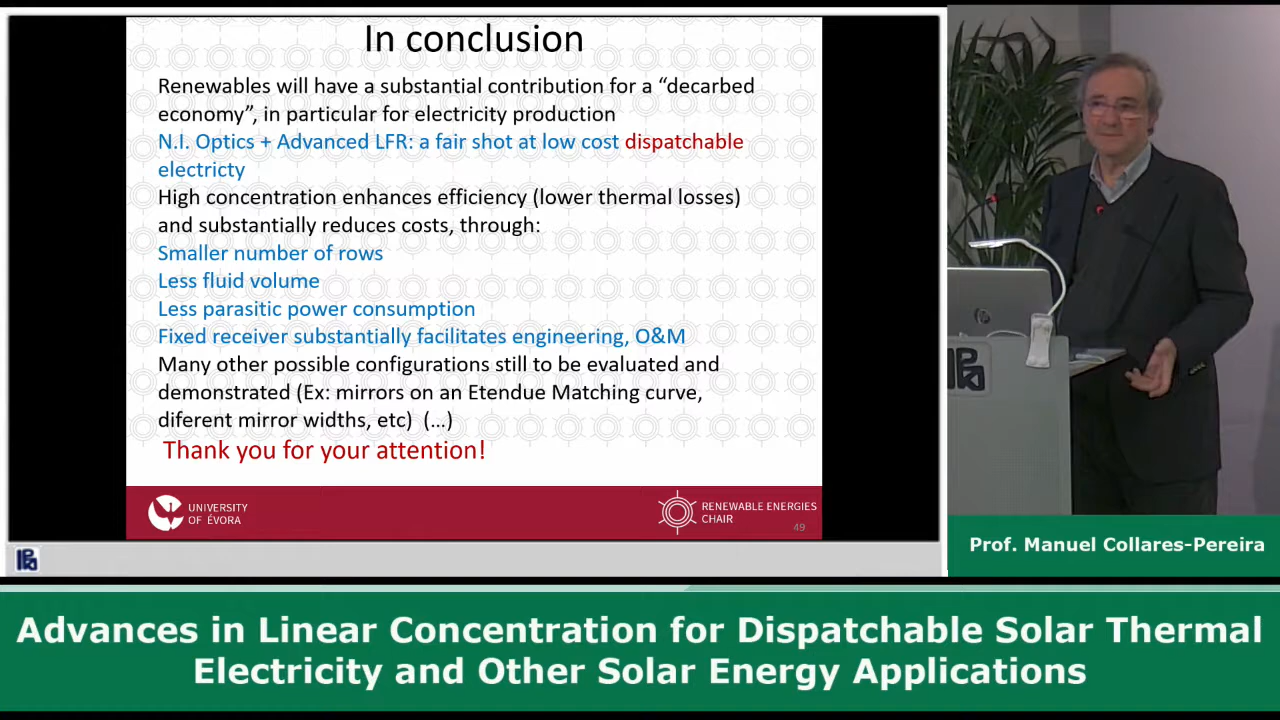 In conclusion
Renewables will have a substantial contribution for a “decarbed
economy”, in particular for electricity production
N.I. Optics + Advanced LFR: a fair shot at low cost dispatchable
electricty
High concentration enhances efficiency (lower thermal losses)
and substantially reduces costs, through:
Smaller number of rows
Less fluid volume
Less parasitic power consumption
Fixed receiver substantially facilitates engineering, O&M
Many other possible configurations still to be evaluated and
demonstrated (Ex: mirrors on an Etendue Matching curve,
diferent mirror widths, etc) (...)
Thank you for your attention!
UNIVERSITY
OF ÉVORA
RENEWABLE ENERGIES
CHAIR
49
hp
Prof. Manuel Collares-Pereira
Advances in Linear Concentration for Dispatchable Solar Thermal
Electricity and Other Solar Energy Applications